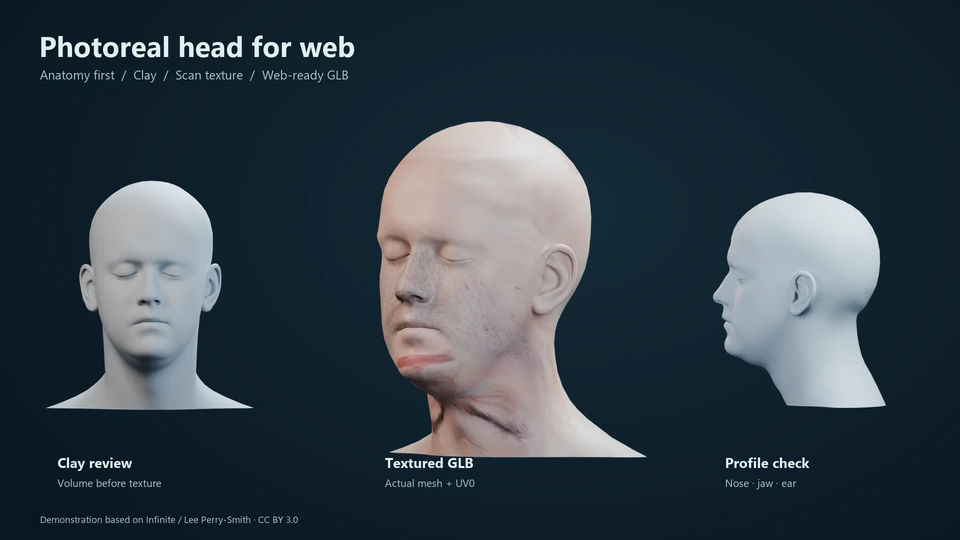 Photoreal head for web
Anatomy first / Clay / Scan texture / Web-ready GLB
Clay review
Volume before texture
Textured GLB
Actual mesh + UV0
Profile check
Nose · jaw · ear
Demonstration based on Infinite / Lee Perry-Smith · CC BY 3.0